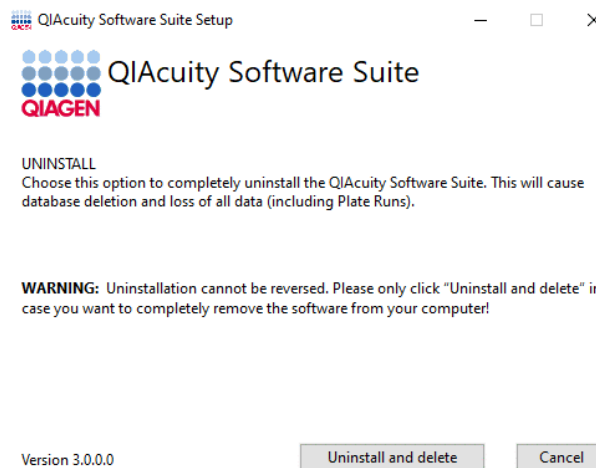 QIAcuity Software Suite Setup
QIAcuity Software Suite
QIAGEN
UNINSTALL
Choose this option to completely uninstall the QIAcuity Software Suite. This will cause
database deletion and loss of all data (including Plate Runs).
WARNING: Uninstallation cannot be reversed. Please only click “Uninstall and delete” in
case you want to completely remove the software from your computer!
Version 3.0.0.0
Uninstall and delete
Cancel